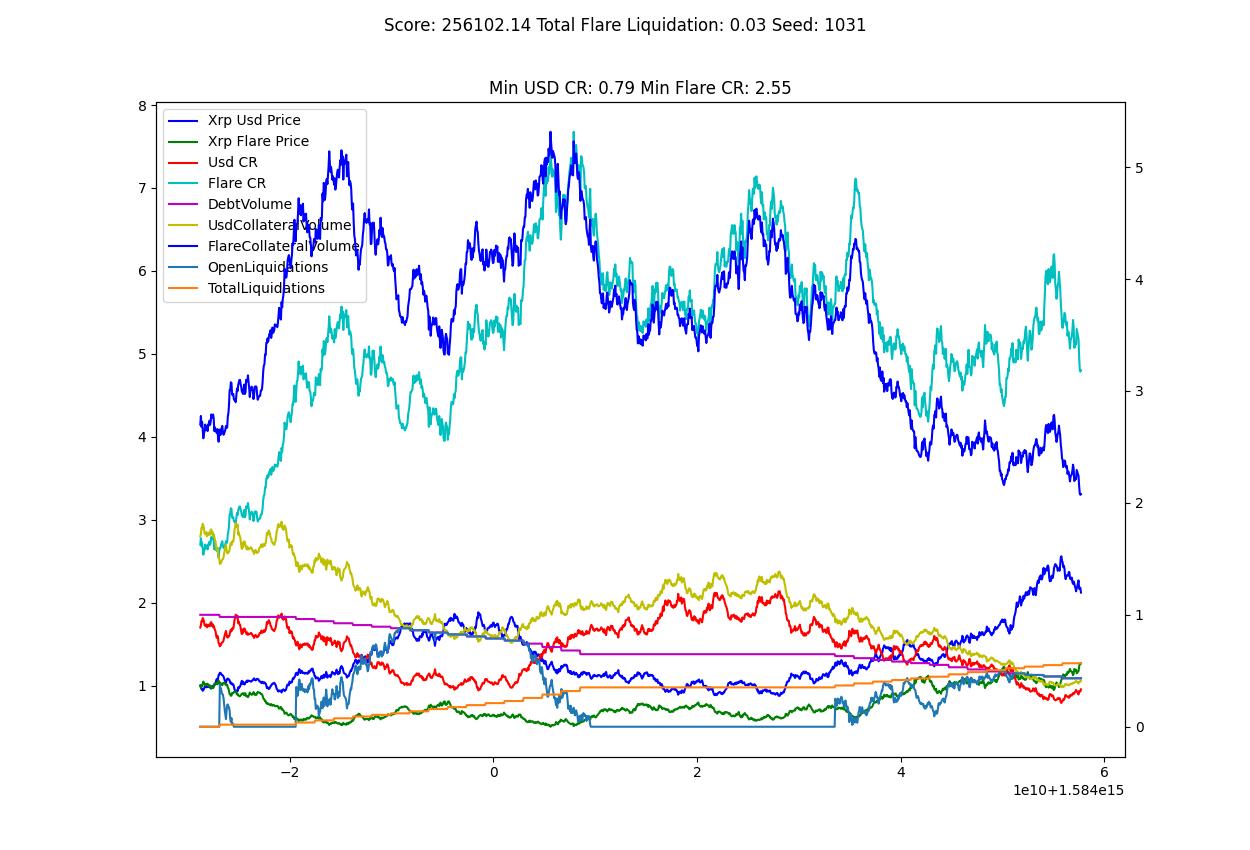 Score: 256102.14 Total Flare Liquidation: 0.03 Seed: 1031
Min USD CR: 0.79 Min Flare CR: 2.55
Xrp Usd Price
Xrp Flare Price
Usd CR
Flare CR
DebtVolume
UsdCollateralVolume
FlareCollateralVolume
OpenLiquidations
TotalLiquidations
8
7
6
5
4
3
2
1
5
4
3
2
1
0
−2
0
2
4
6
1e10+1.584e15